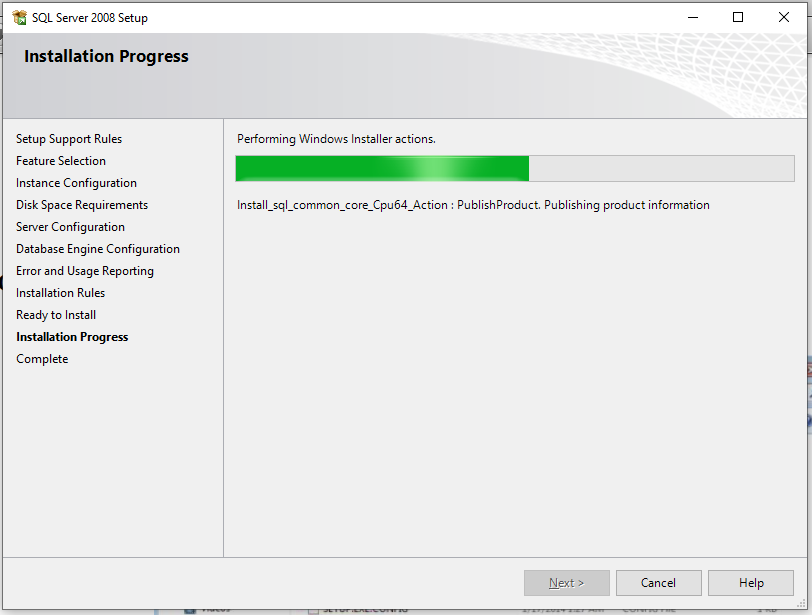 SQL Server 2008 Setup
Installation Progress
Setup Support Rules
Feature Selection
Instance Configuration
Disk Space Requirements
Server Configuration
Database Engine Configuration
Error and Usage Reporting
Installation Rules
Ready to Install
Installation Progress
Complete
Performing Windows Installer actions.
Install_sql_common_core_Cpu64_Action : PublishProduct. Publishing product information
Next >
Cancel
Help